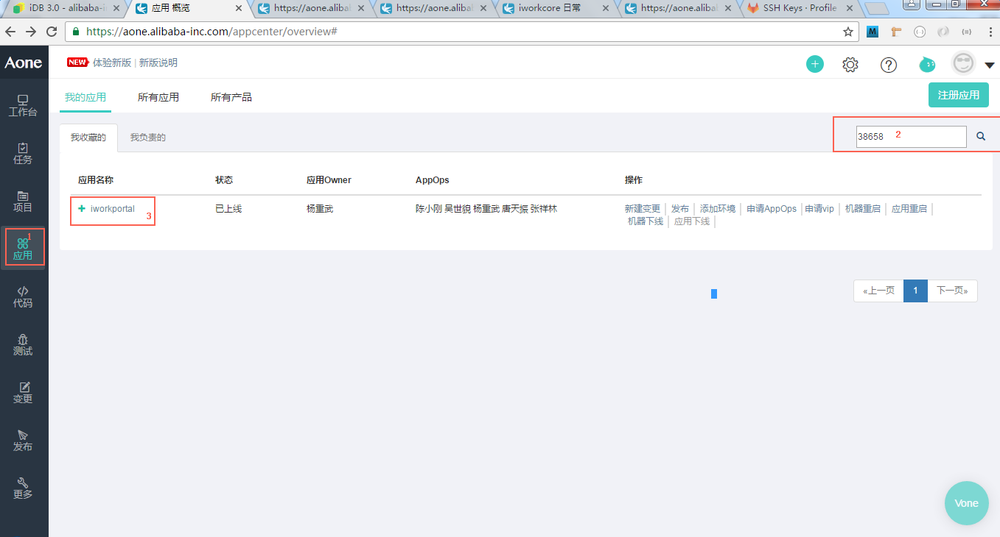 iDB 3.0 - alibaba-i
应用 概览
https://aone.alibal
https://aone.alibal
iworkcore 日常
https://aone.alibal
SSH Keys · Profile
https://aone.alibaba-inc.com/appcenter/overview#
M
Aone
NEW 体验新版 | 新版说明
我的应用 所有应用 所有产品 注册应用
工作台
任务
项目
1
应用
代码
测试
变更
发布
更多
我收藏的 我负责的
38658 2
应用名称 状态 应用Owner AppOps 操作
iworkportal 3 已上线 杨重武 陈小刚 吴世貌 杨重武 唐天振 张祥林 新建变更 发布 添加环境 申请AppOps 申请vip 机器重启 应用重启
机器下线 应用下线
«上一页 1 下一页»
Vone